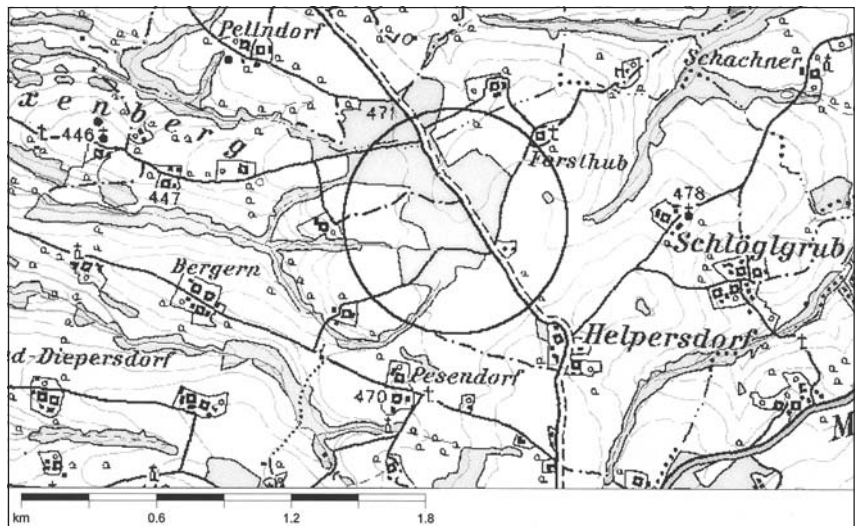 Pellndorf
Schachner
xenberg
471
446
Forsthub
447
478
Schlöglgrub
Bergern
Helpersdorf
d-Diepersdorf
Pesendorf
470
M
km 0.6 1.2 1.8